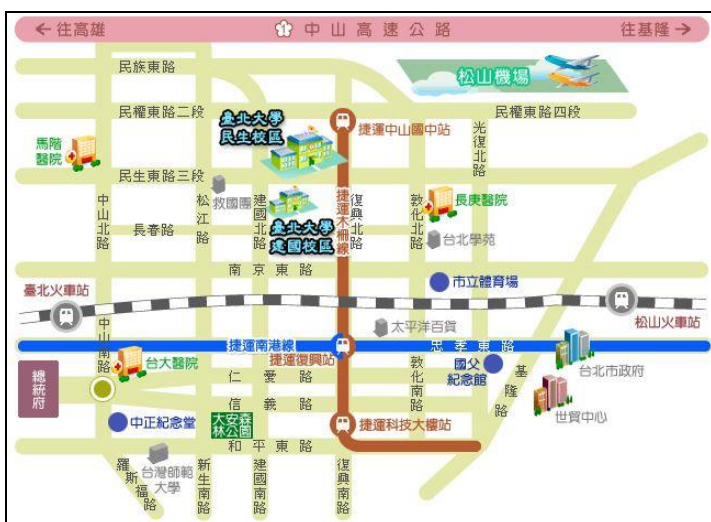 ←往高雄
1 中山高速公路
往基隆→
民族東路
松山機場
民權東路二段
民權東路四段
臺北大學
民生校區
捷運中山國中站
光復北路
馬階
醫院
民生東路三段
救國團
中山北路
松江路
建國北路
捷運木柵線
復興北路
敦化北路
長庚醫院
長春路
臺北大學
建國校區
台北學苑
南京東路
市立體育場
臺北火車站
松山火車站
中山南路
太平洋百貨
捷運南港線
忠孝東路
捷運復興站
台大醫院
總統府
仁愛路
敦化南路
國父
紀念館
基隆路
台北市政府
信義路
世貿中心
中正紀念堂
大安森
林公園
捷運科技大樓站
和平東路
羅斯福路
台灣師範
大學
新生南路
建國南路
復興南路